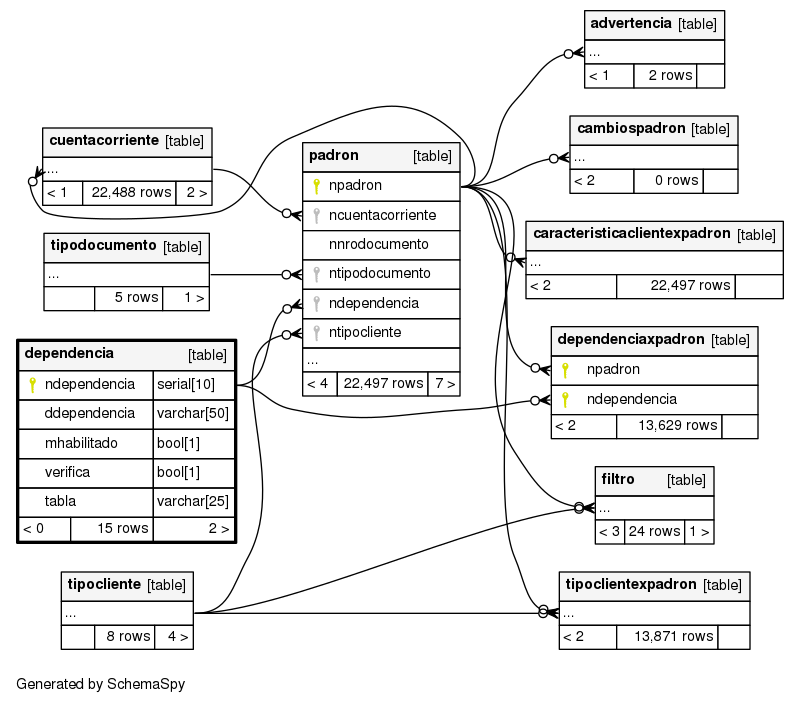 advertencia [table]
...
< 1 2 rows
cuentacorriente [table]
...
< 1 22,488 rows 2 >
padron [table]
npadron
ncuentacorriente
nnrodocumento
ntipodocumento
ndependencia
ntipocliente
...
< 4 22,497 rows 7 >
cambiospadron [table]
...
< 2 0 rows
tipodocumento [table]
...
5 rows 1 >
caracteristicaclientexpadron [table]
...
< 2 22,497 rows
dependencia [table]
ndependencia serial[10]
ddependencia varchar[50]
mhabilitado bool[1]
verifica bool[1]
tabla varchar[25]
< 0 15 rows 2 >
dependenciaxpadron [table]
npadron
ndependencia
< 2 13,629 rows
filtro [table]
...
< 3 24 rows 1 >
tipocliente [table]
...
8 rows 4 >
tipoclientexpadron [table]
...
< 2 13,871 rows
Generated by SchemaSpy